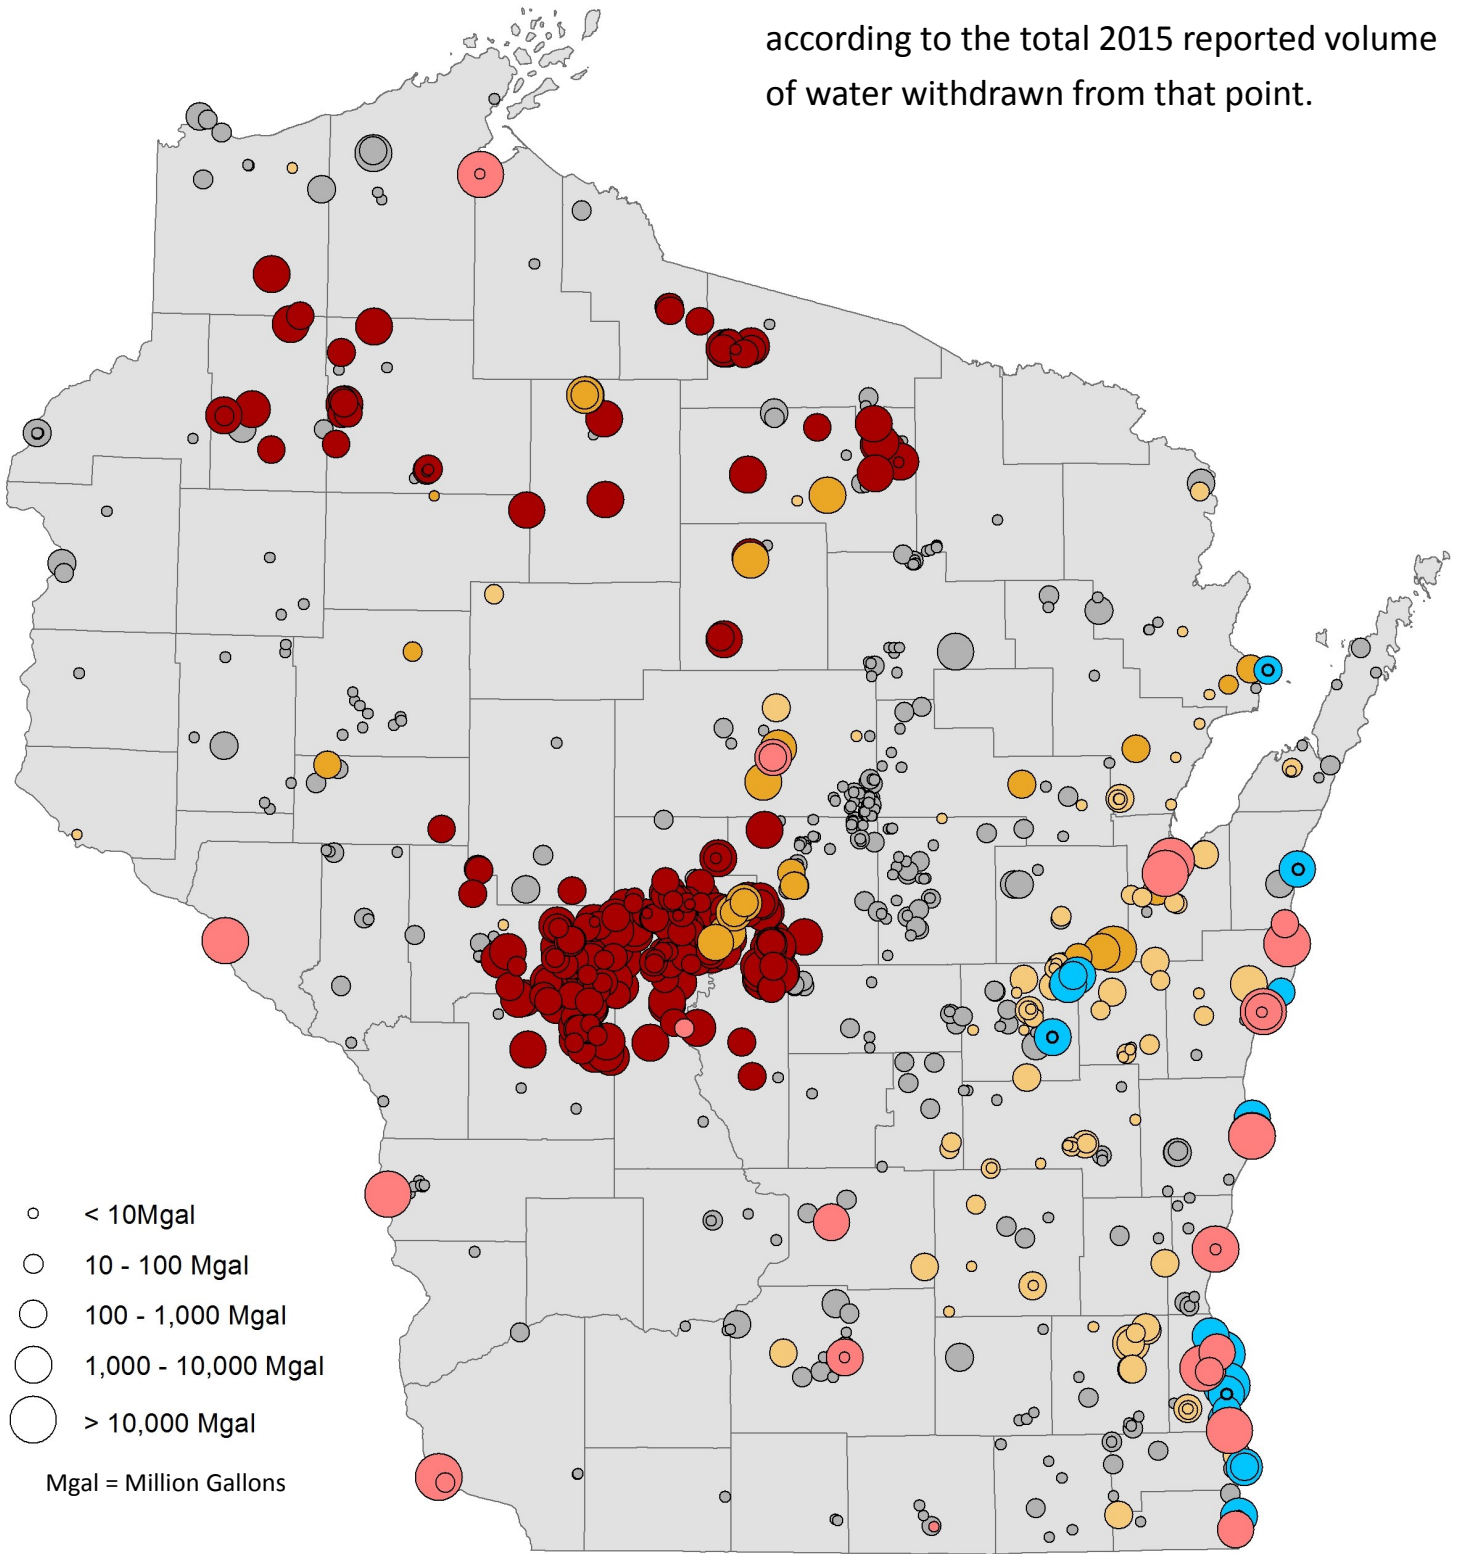 according to the total 2015 reported volume
of water withdrawn from that point.
< 10Mgal
10 - 100 Mgal
100 - 1,000 Mgal
1,000 - 10,000 Mgal
> 10,000 Mgal
Mgal = Million Gallons